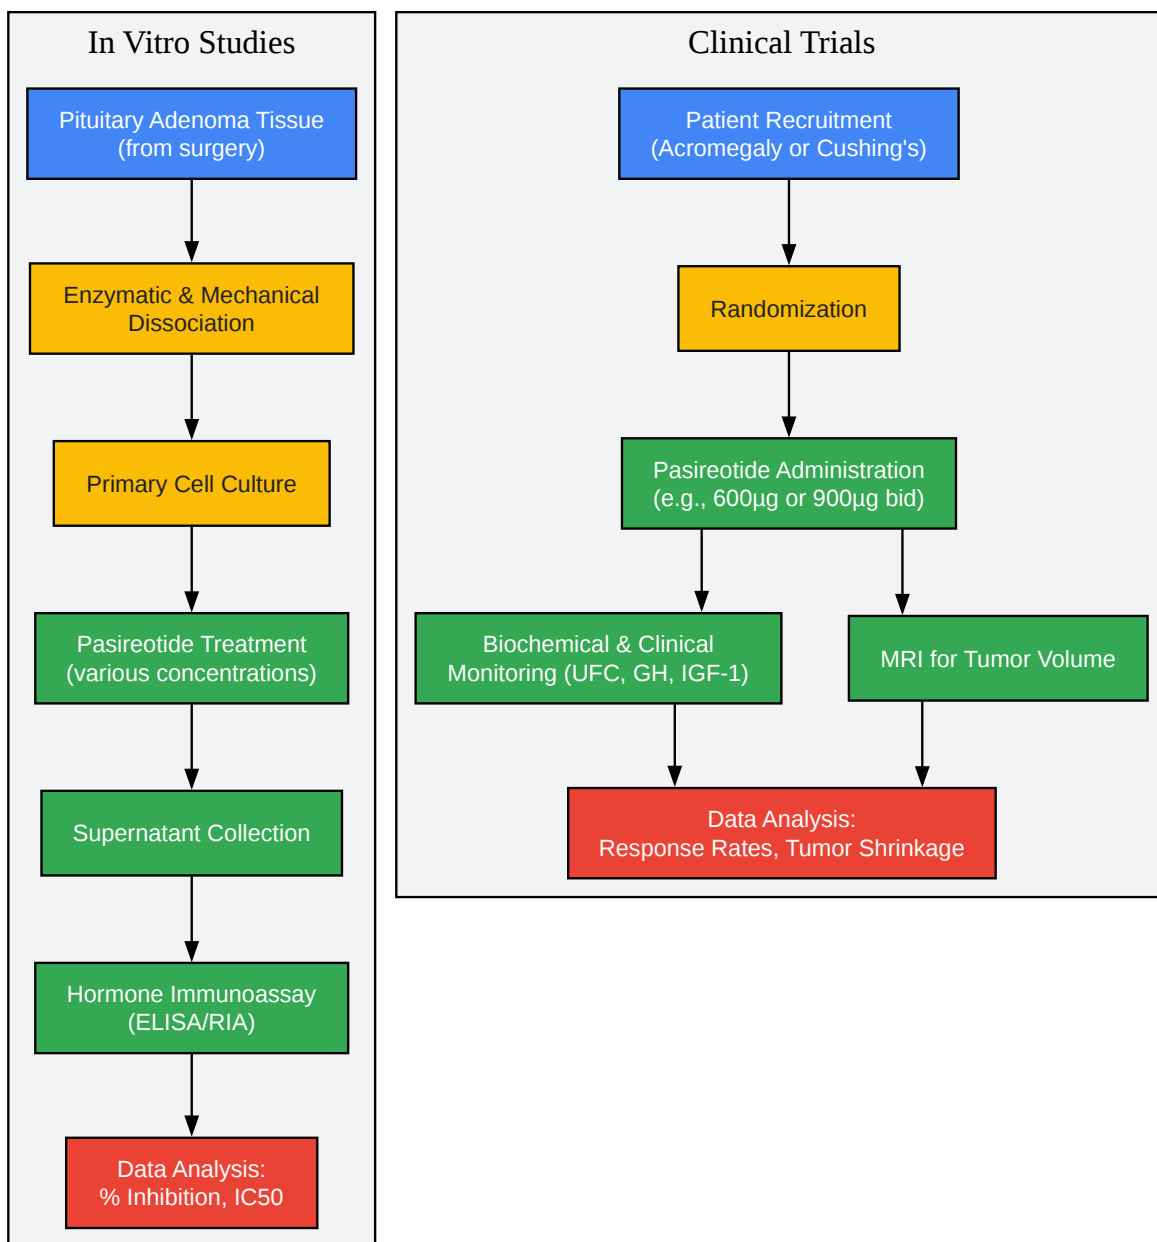 In Vitro Studies
Pituitary Adenoma Tissue
(from surgery)
Enzymatic & Mechanical
Dissociation
Primary Cell Culture
Pasireotide Treatment
(various concentrations)
Supernatant Collection
Hormone Immunoassay
(ELISA/RIA)
Data Analysis:
% Inhibition, IC50
Clinical Trials
Patient Recruitment
(Acromegaly or Cushing's)
Randomization
Pasireotide Administration
(e.g., 600µg or 900µg bid)
Biochemical & Clinical
Monitoring (UFC, GH, IGF-1)
MRI for Tumor Volume
Data Analysis:
Response Rates, Tumor Shrinkage